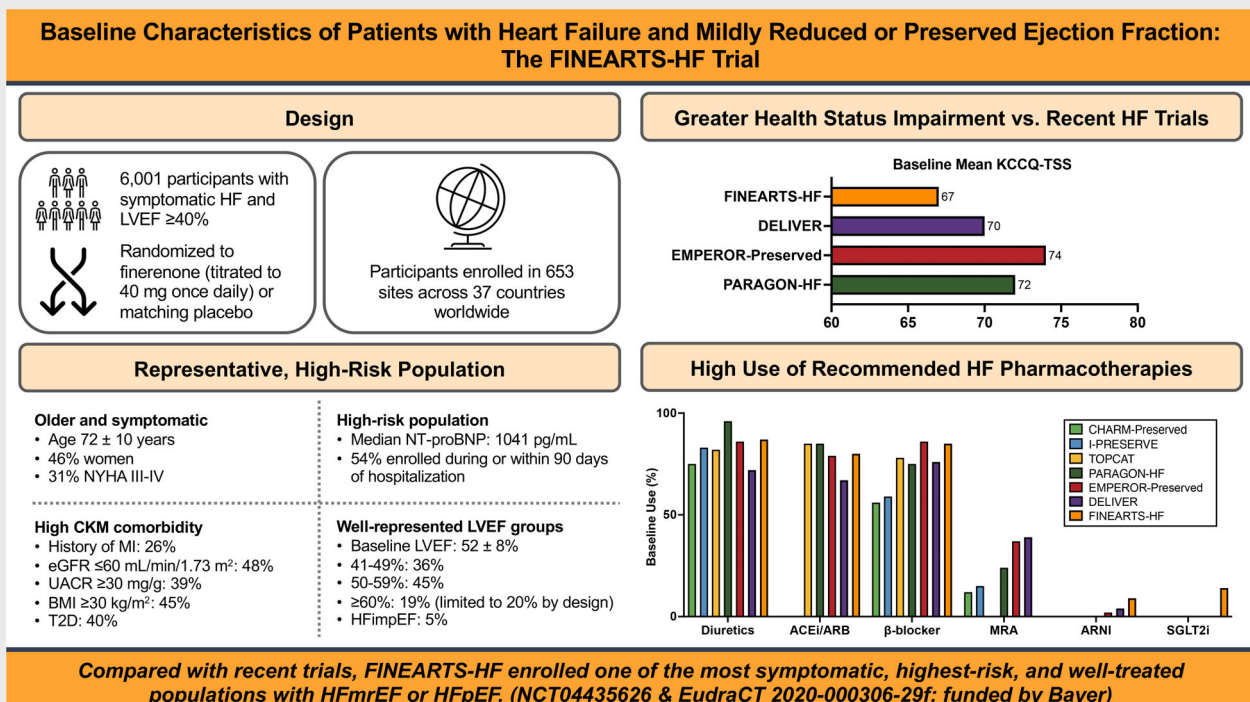 Baseline Characteristics of Patients with Heart Failure and Mildly Reduced or Preserved Ejection Fraction:
The FINEARTS-HF Trial
Design
6,001 participants with
symptomatic HF and
LVEF ≥40%
Randomized to
finerenone (titrated to
40 mg once daily) or
matching placebo
Participants enrolled in 653
sites across 37 countries
worldwide
Greater Health Status Impairment vs. Recent HF Trials
Baseline Mean KCCQ-TSS
FINEARTS-HF 67
DELIVER 70
EMPEROR-Preserved 74
PARAGON-HF 72
60 65 70 75 80
Representative, High-Risk Population
Older and symptomatic
• Age 72 ± 10 years
• 46% women
• 31% NYHA III-IV
High-risk population
• Median NT-proBNP: 1041 pg/mL
• 54% enrolled during or within 90 days
of hospitalization
High CKM comorbidity
• History of MI: 26%
• eGFR ≤60 mL/min/1.73 m²: 48%
• UACR ≥30 mg/g: 39%
• BMI ≥30 kg/m²: 45%
• T2D: 40%
Well-represented LVEF groups
• Baseline LVEF: 52 ± 8%
• 41-49%: 36%
• 50-59%: 45%
• ≥60%: 19% (limited to 20% by design)
• HFimpEF: 5%
High Use of Recommended HF Pharmacotherapies
Baseline Use (%)
100
50
0
CHARM-Preserved
I-PRESERVE
TOPCAT
PARAGON-HF
EMPEROR-Preserved
DELIVER
FINEARTS-HF
Diuretics ACEi/ARB β-blocker MRA ARNI SGLT2i
Compared with recent trials, FINEARTS-HF enrolled one of the most symptomatic, highest-risk, and well-treated
populations with HFmrEF or HFpEF. (NCT04435626 & EudraCT 2020-000306-29f; funded by Bayer)